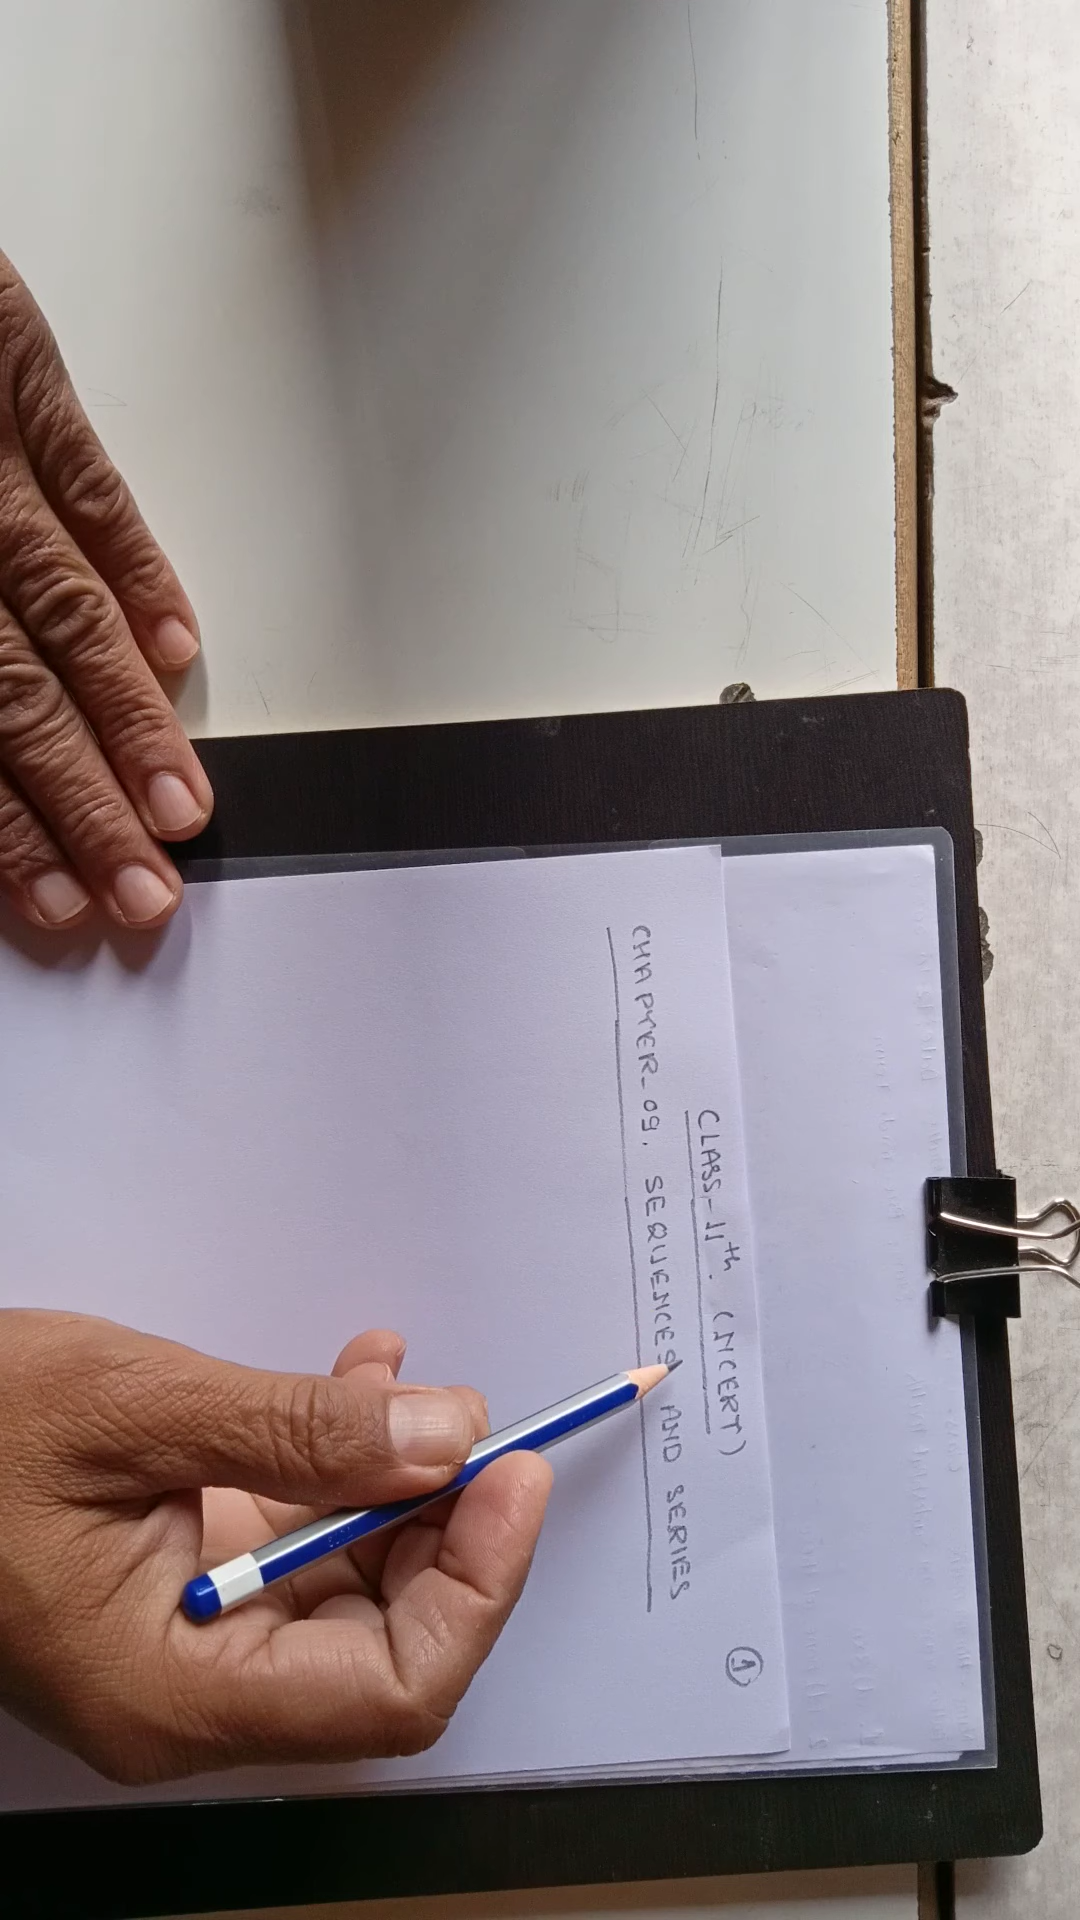 CLASS-11th. (NCERT)
①
CHAPTER-09. SEQUENCES AND SERIES